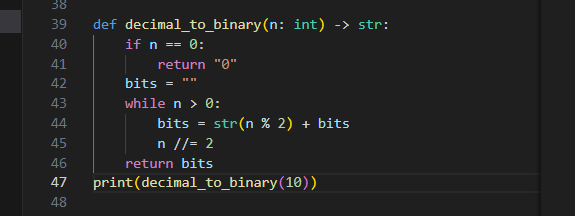 38
39 def decimal_to_binary(n: int) -> str:
40     if n == 0:
41         return "0"
42     bits = ""
43     while n > 0:
44         bits = str(n % 2) + bits
45         n //= 2
46     return bits
47 print(decimal_to_binary(10))
48